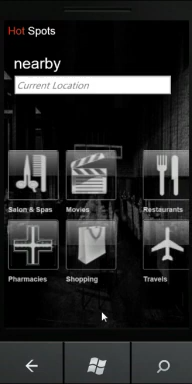 Hot Spots
nearby
Current Location
Salon & Spas
Movies
Restaurants
Pharmacies
Shopping
Travels